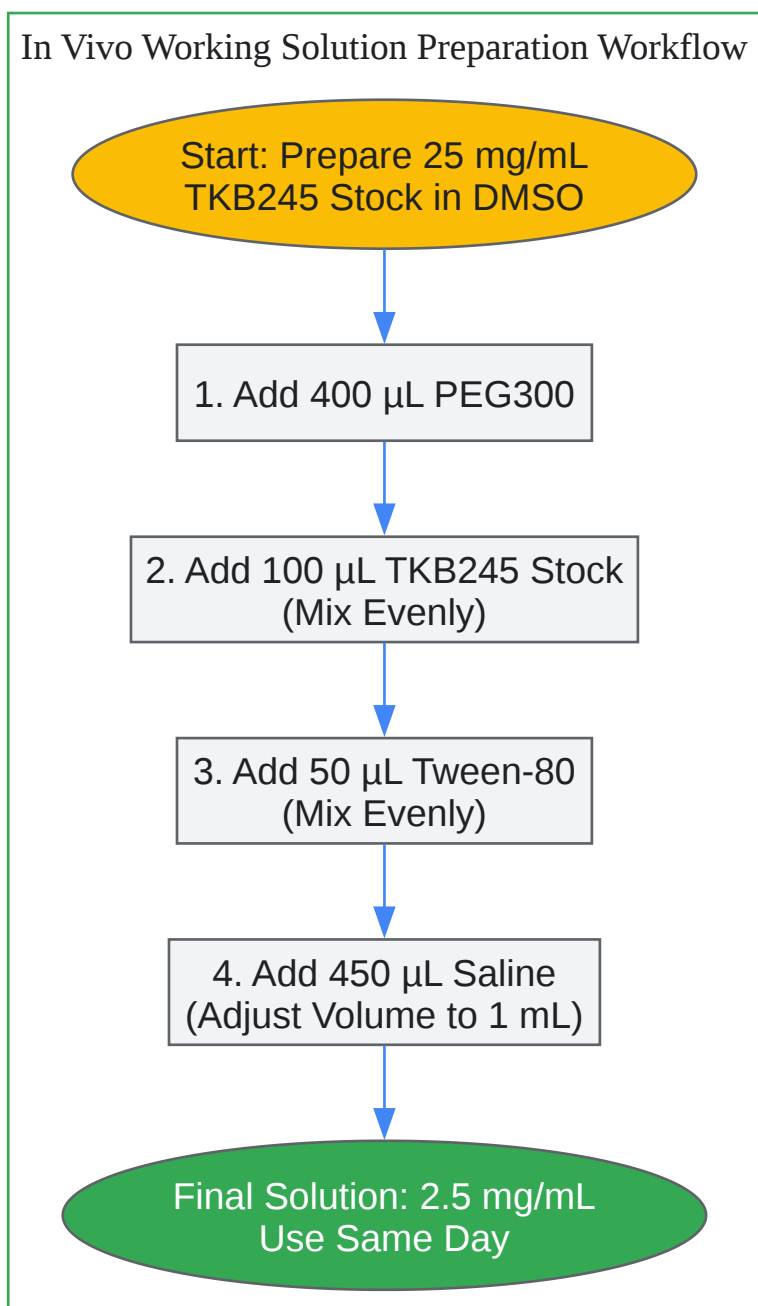 In Vivo Working Solution Preparation Workflow
Start: Prepare 25 mg/mL
TKB245 Stock in DMSO
1. Add 400 µL PEG300
2. Add 100 µL TKB245 Stock
(Mix Evenly)
3. Add 50 µL Tween-80
(Mix Evenly)
4. Add 450 µL Saline
(Adjust Volume to 1 mL)
Final Solution: 2.5 mg/mL
Use Same Day